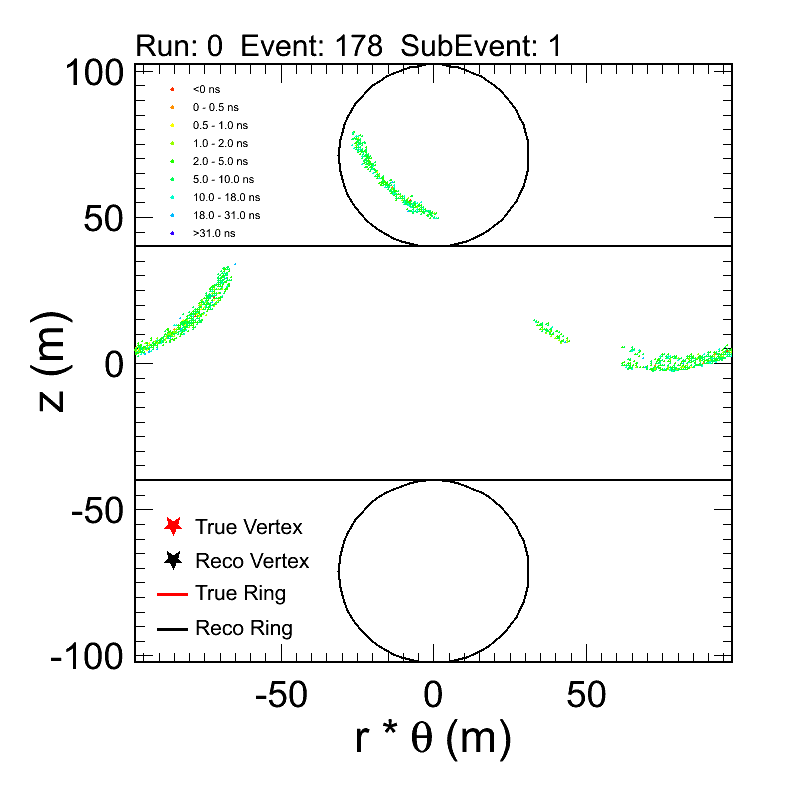 Run: 0  Event: 178  SubEvent: 1
100
<0 ns
0 - 0.5 ns
0.5 - 1.0 ns
1.0 - 2.0 ns
2.0 - 5.0 ns
5.0 - 10.0 ns
10.0 - 18.0 ns
18.0 - 31.0 ns
>31.0 ns
50
0
-50
-100
z (m)
True Vertex
Reco Vertex
True Ring
Reco Ring
-50 0 50
r * θ (m)